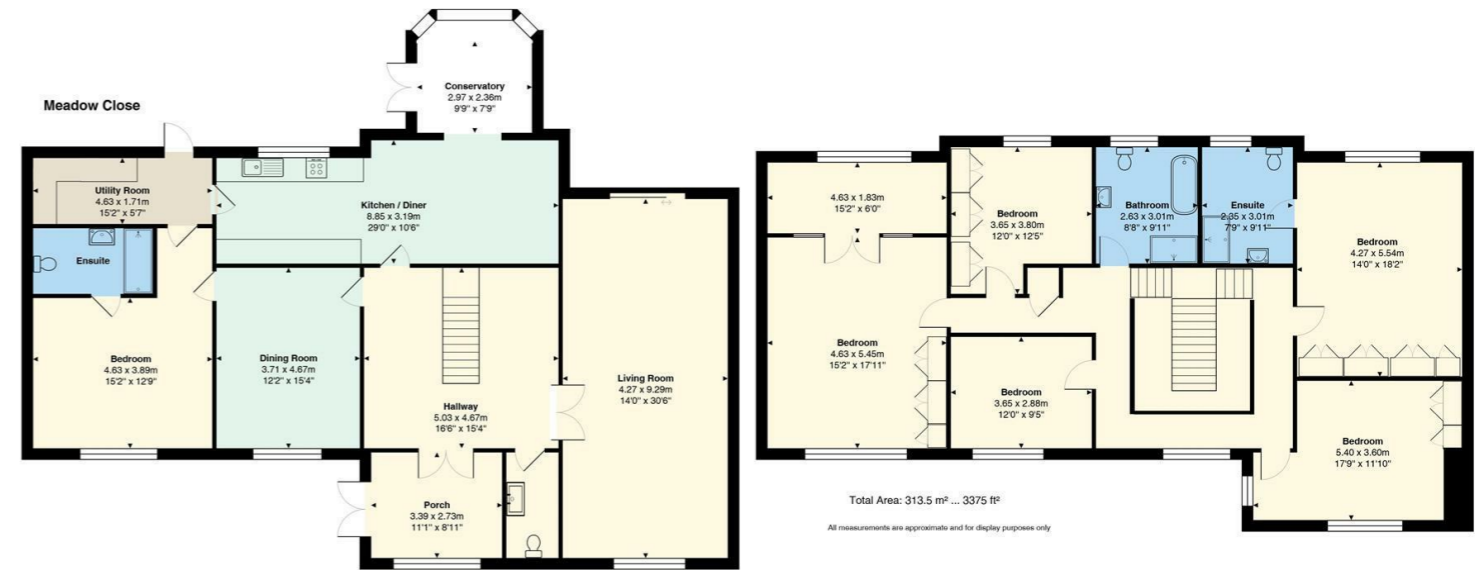 Meadow Close
Conservatory
2.97 x 2.36m
9'9" x 7'9"
Utility Room
4.63 x 1.71m
15'2" x 5'7"
Kitchen / Diner
8.85 x 3.19m
29'0" x 10'6"
Ensuite
Bedroom
4.63 x 3.89m
15'2" x 12'9"
Dining Room
3.71 x 4.67m
12'2" x 15'4"
Hallway
5.03 x 4.67m
16'6" x 15'4"
Living Room
4.27 x 9.29m
14'0" x 30'6"
Porch
3.39 x 2.73m
11'1" x 8'11"
4.63 x 1.83m
15'2" x 6'0"
Bedroom
3.65 x 3.80m
12'0" x 12'5"
Bathroom
2.63 x 3.01m
8'8" x 9'11"
Ensuite
2.35 x 3.01m
7'9" x 9'11"
Bedroom
4.27 x 5.54m
14'0" x 18'2"
Bedroom
4.63 x 5.45m
15'2" x 17'11"
Bedroom
3.65 x 2.88m
12'0" x 9'5"
Bedroom
5.40 x 3.60m
17'9" x 11'10"
Total Area: 313.5 m² ... 3375 ft²
All measurements are approximate and for display purposes only